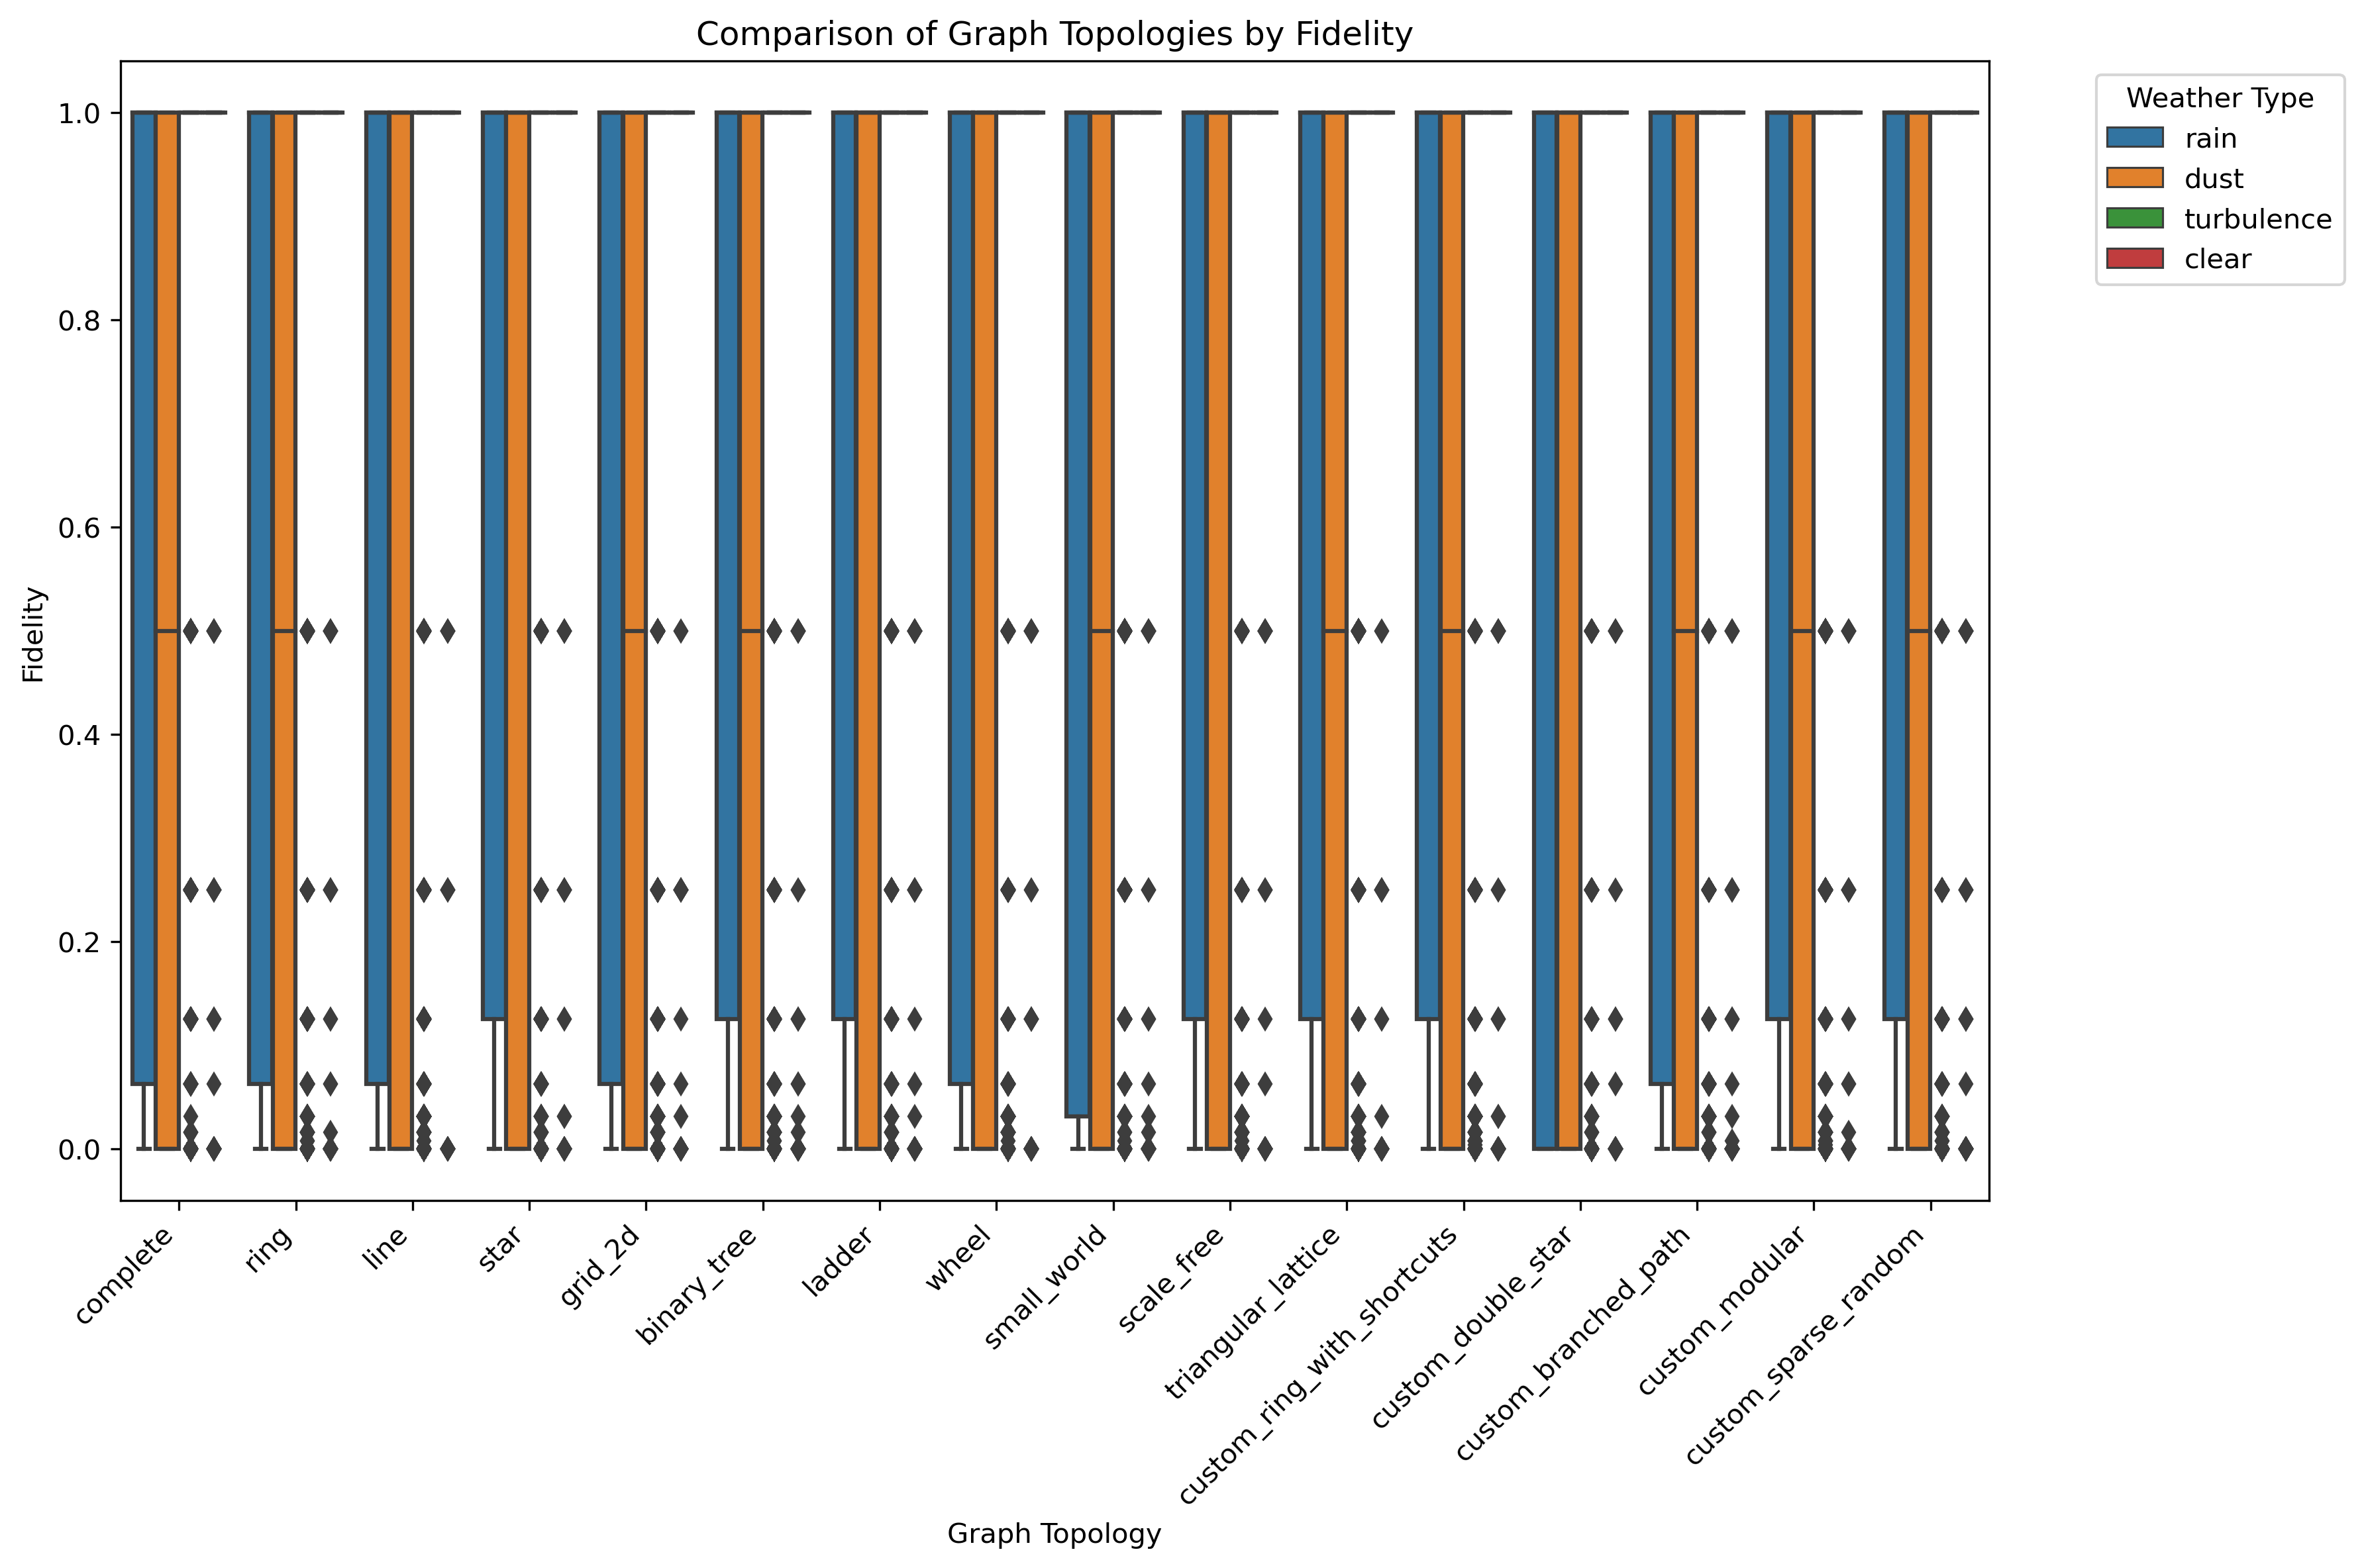 Comparison of Graph Topologies by Fidelity
Weather Type
rain
dust
turbulence
clear
Fidelity
1.0
0.8
0.6
0.4
0.2
0.0
complete
ring
line
star
grid_2d
binary_tree
ladder
wheel
small_world
scale_free
triangular_lattice
custom_ring_with_shortcuts
custom_double_star
custom_branched_path
custom_modular
custom_sparse_random
Graph Topology